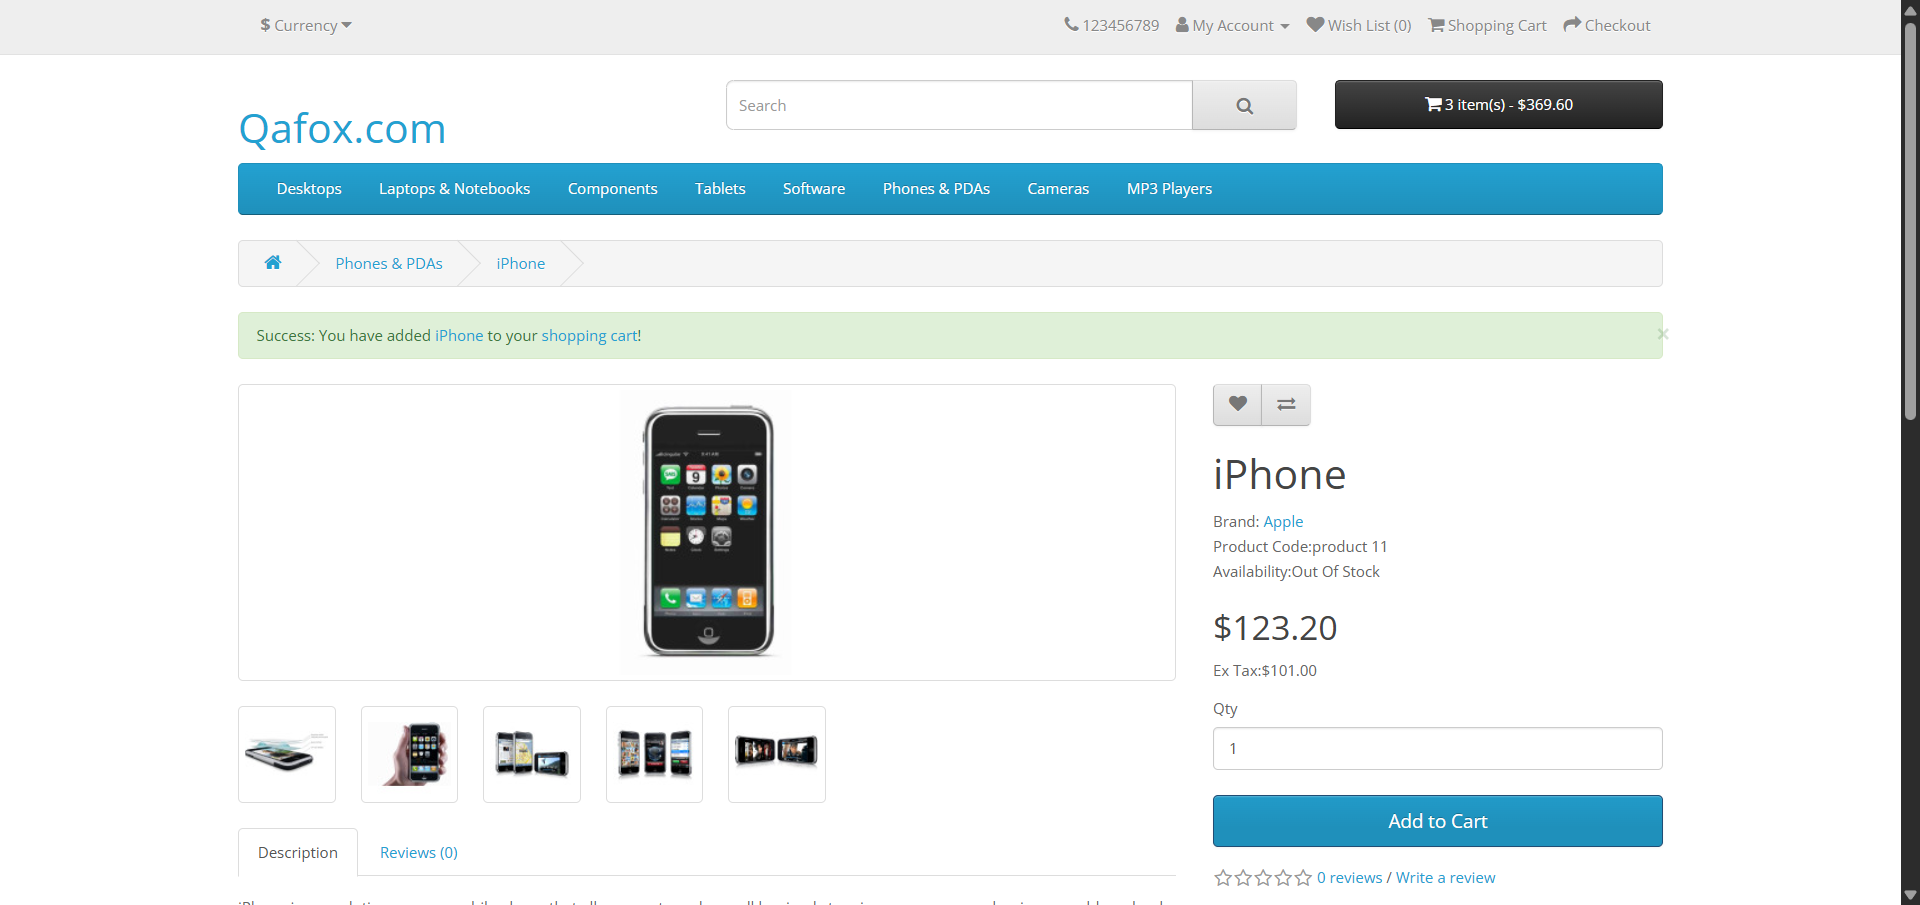 $ Currency
123456789
My Account
Wish List (0)
Shopping Cart
Checkout
Qafox.com
Search
3 item(s) - $369.60
Desktops
Laptops & Notebooks
Components
Tablets
Software
Phones & PDAs
Cameras
MP3 Players
Phones & PDAs
iPhone
Success: You have added iPhone to your shopping cart!
×
iPhone
Brand: Apple
Product Code:product 11
Availability:Out Of Stock
$123.20
Ex Tax:$101.00
Qty
1
Add to Cart
0 reviews / Write a review
Description
Reviews (0)